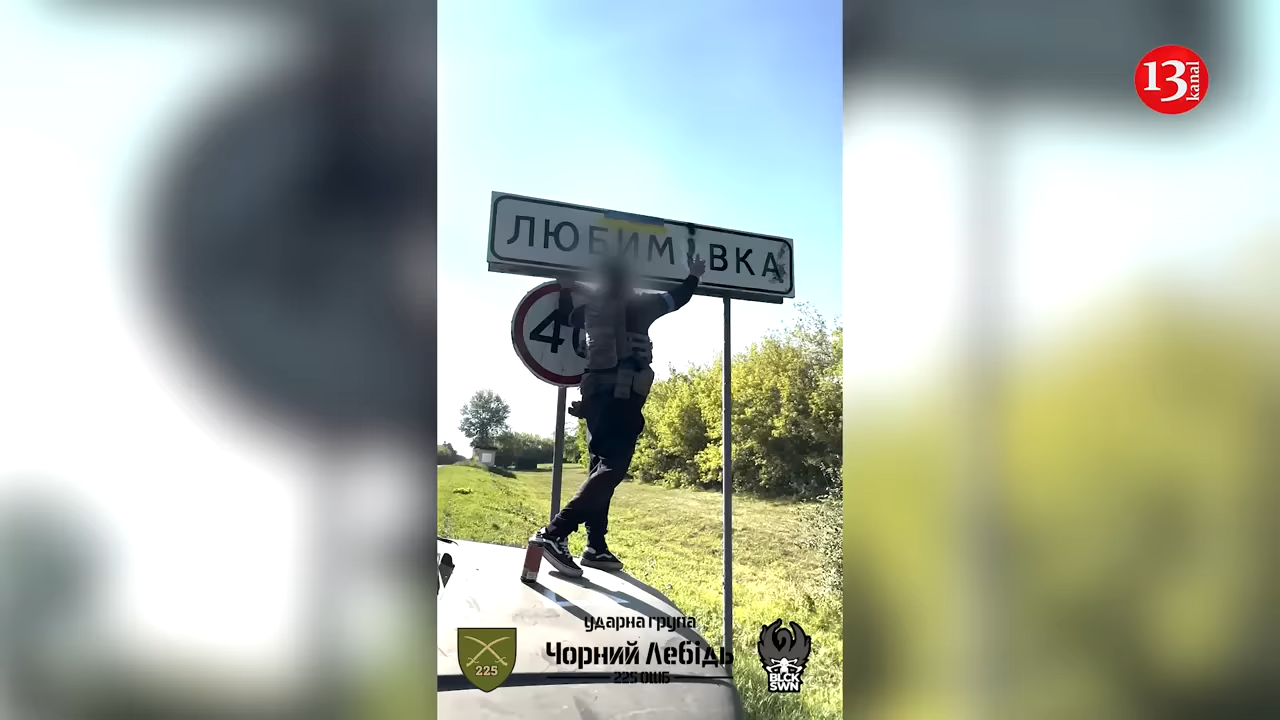 13
kanal
ЛЮБИМІВКА
40
ударна група
Чорний Лебідь
225 ОШБ
225
BLCK
SWN